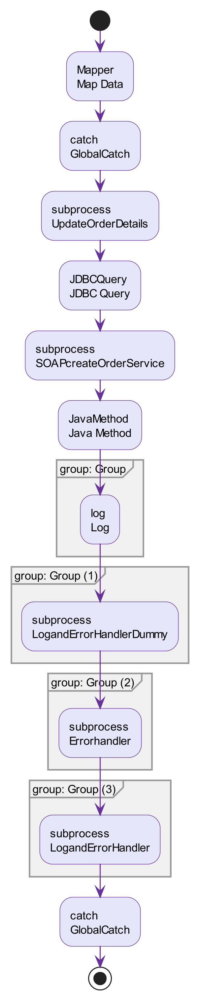 Mapper
Map Data
catch
GlobalCatch
subprocess
UpdateOrderDetails
JDBCQuery
JDBC Query
subprocess
SOAPcreateOrderService
JavaMethod
Java Method
group: Group
log
Log
group: Group (1)
subprocess
LogandErrorHandlerDummy
group: Group (2)
subprocess
Errorhandler
group: Group (3)
subprocess
LogandErrorHandler
catch
GlobalCatch